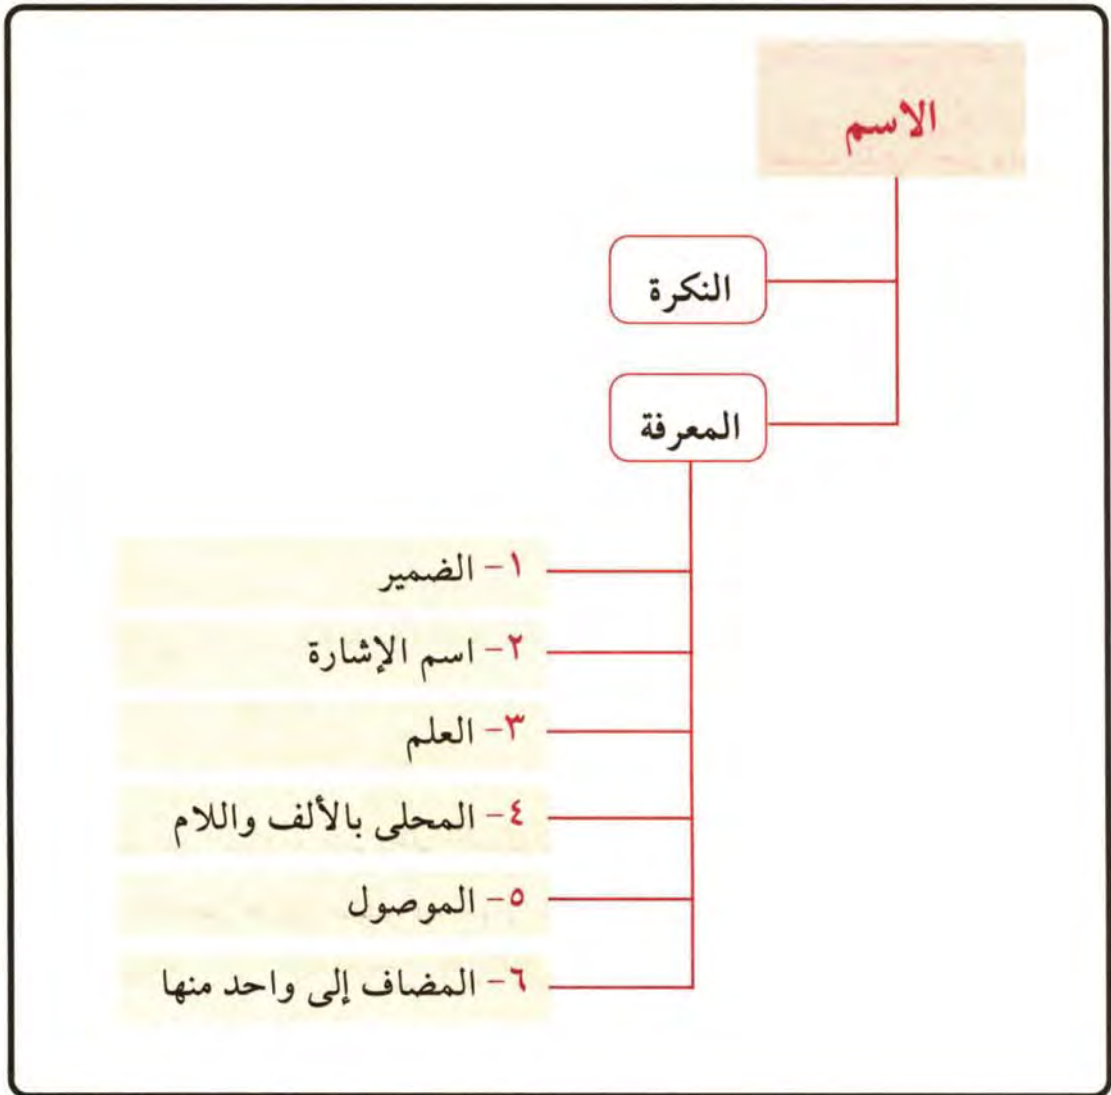 الاسم
النكرة
المعرفة
١- الضمير
٢- اسم الإشارة
٣- العلم
٤- المحلى بالألف واللام
٥- الموصول
٦- المضاف إلى واحد منها